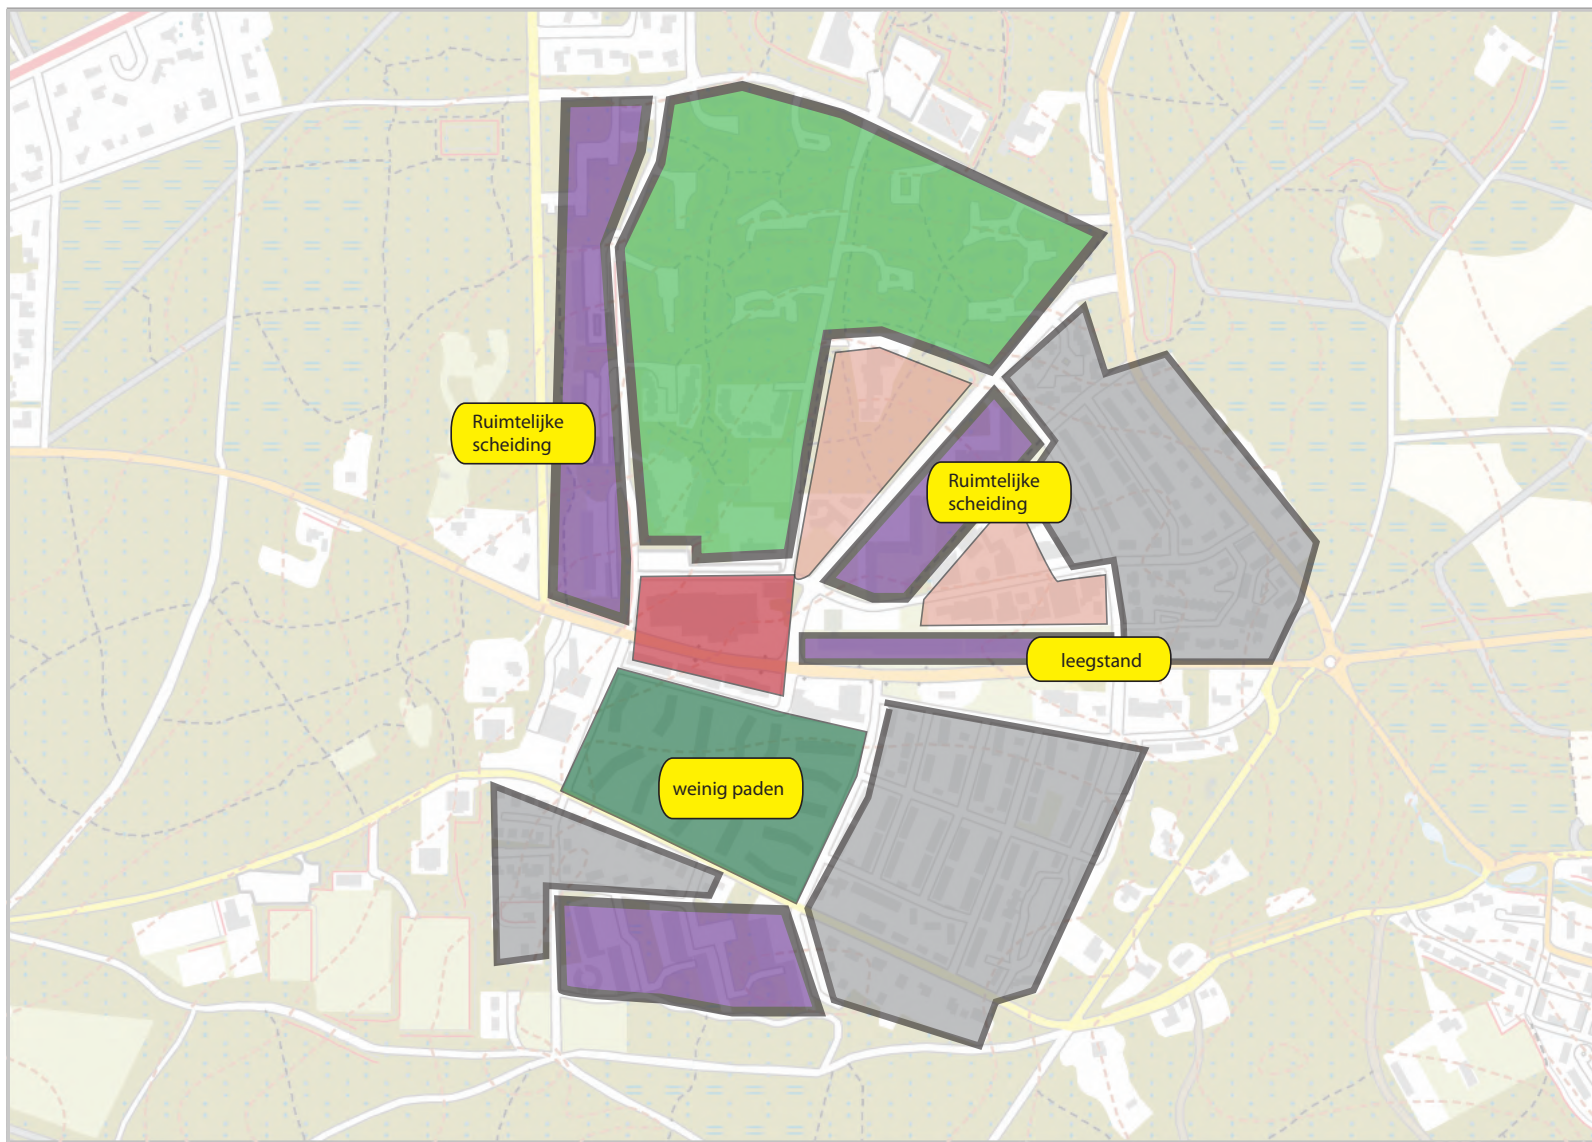 Ruimtelijke
scheiding
Ruimtelijke
scheiding
leegstand
weinig paden